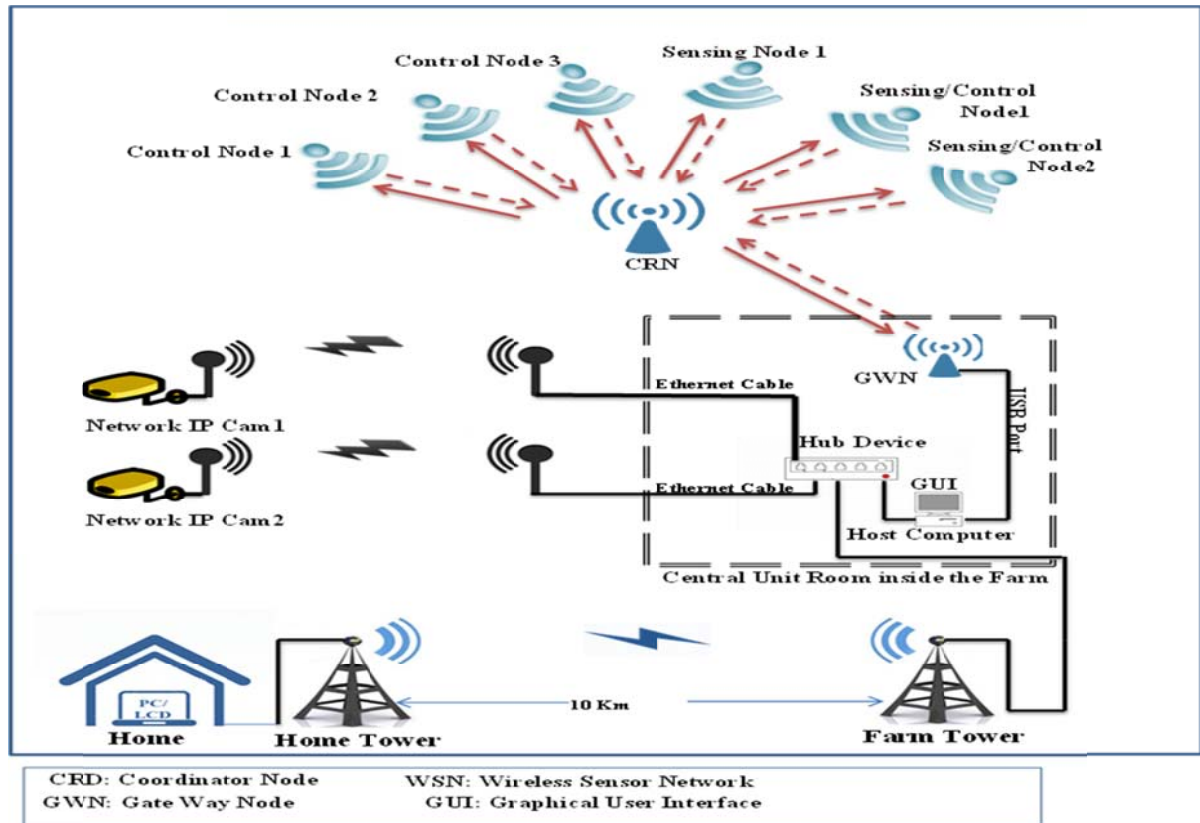 Control Node 3
Sensing Node 1
Control Node 2
Sensing/Control
Node1
Control Node 1
Sensing/Control
Node2
CRN
GWN
USB Port
Ethernet Cable
Network IP Cam1
Hub Device
GUI
Ethernet Cable
Network IP Cam2
Host Computer
Central Unit Room inside the Farm
PC/
LCD
10 Km
Home
Home Tower
Farm Tower
CRD: Coordinator Node
WSN: Wireless Sensor Network
GWN: Gate Way Node
GUI: Graphical User Interface